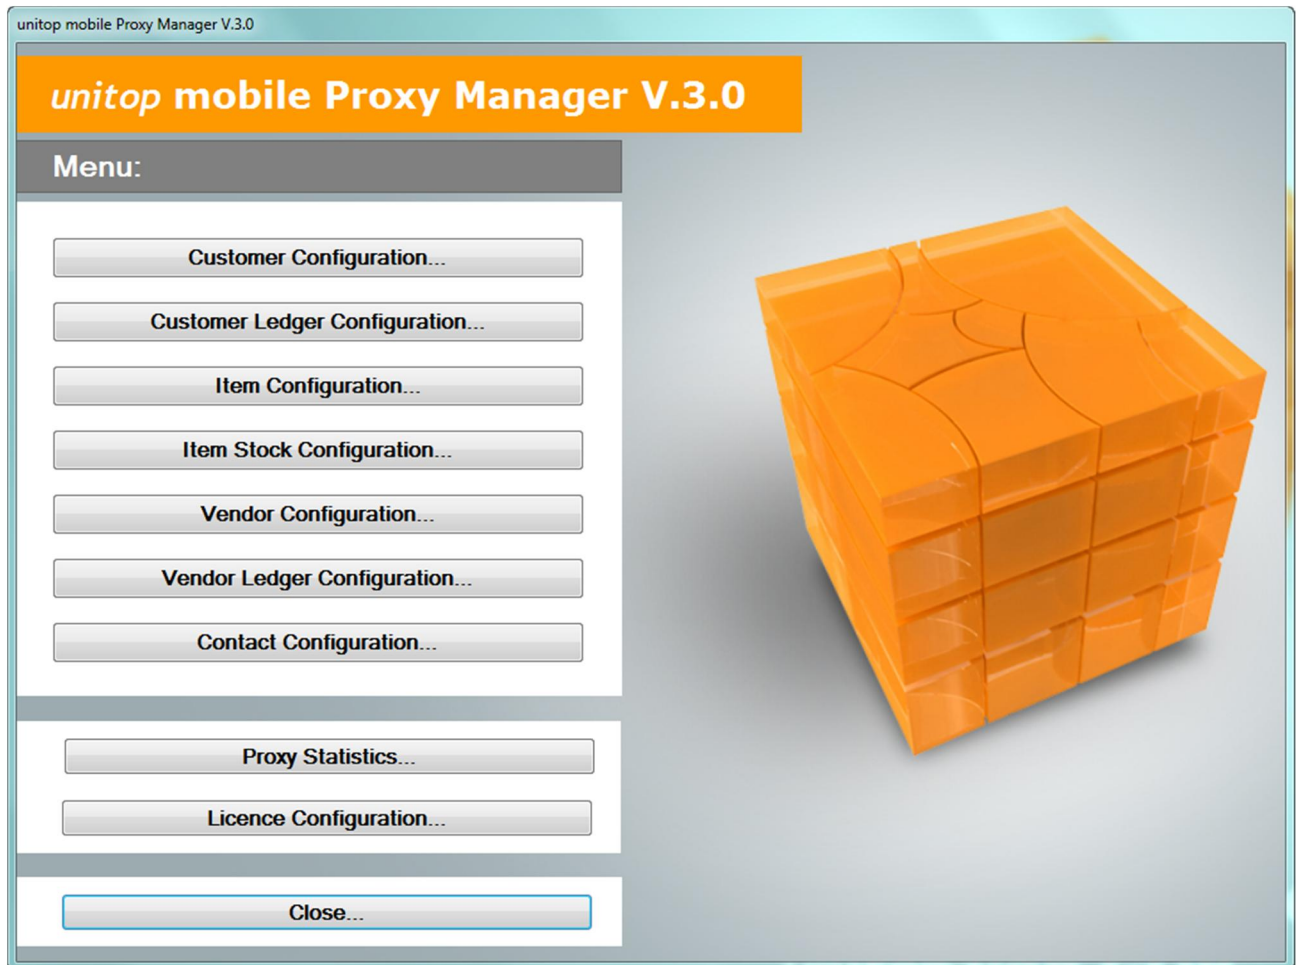 unitop mobile Proxy Manager V.3.0
unitop mobile Proxy Manager V.3.0
Menu:
Customer Configuration...
Customer Ledger Configuration...
Item Configuration...
Item Stock Configuration...
Vendor Configuration...
Vendor Ledger Configuration...
Contact Configuration...
Proxy Statistics...
Licence Configuration...
Close...